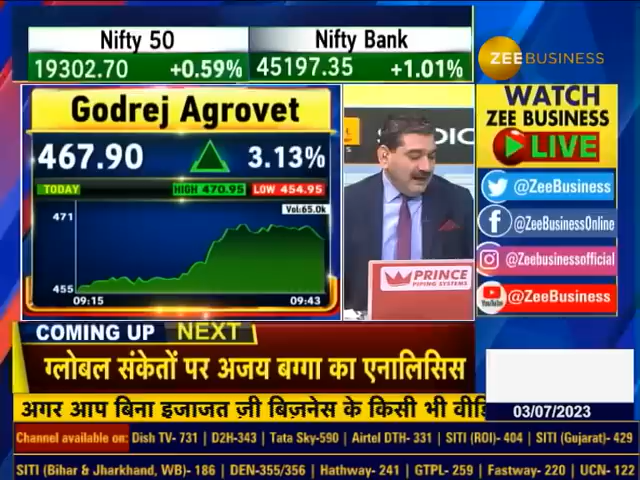 Nifty 50
19302.70 +0.59%
Nifty Bank
45197.35 +1.01%
ZEE BUSINESS
Godrej Agrovet
467.90 3.13%
TODAY HIGH 470.95 LOW 454.95
Vol:65.0k
471
455
09:15 09:43
PRINCE
PIPING SYSTEMS
WATCH
ZEE BUSINESS
LIVE
@ZeeBusiness
@ZeeBusinessOnline
@Zeebusinessofficial
YouTube @ZeeBusiness
COMING UP NEXT
ग्लोबल संकेतों पर अजय बग्गा का एनालिसिस
अगर आप बिना इजाजत ज़ी बिज़नेस के किसी भी वीडि
03/07/2023
Channel available on: Dish TV- 731 | D2H-343 | Tata Sky-590 | Airtel DTH- 331 | SITI (ROI)- 404 | SITI (Gujarat)- 429
SITI (Bihar & Jharkhand, WB)- 186 | DEN-355/356 | Hathway- 241 | GTPL- 259 | Fastway- 220 | UCN- 122